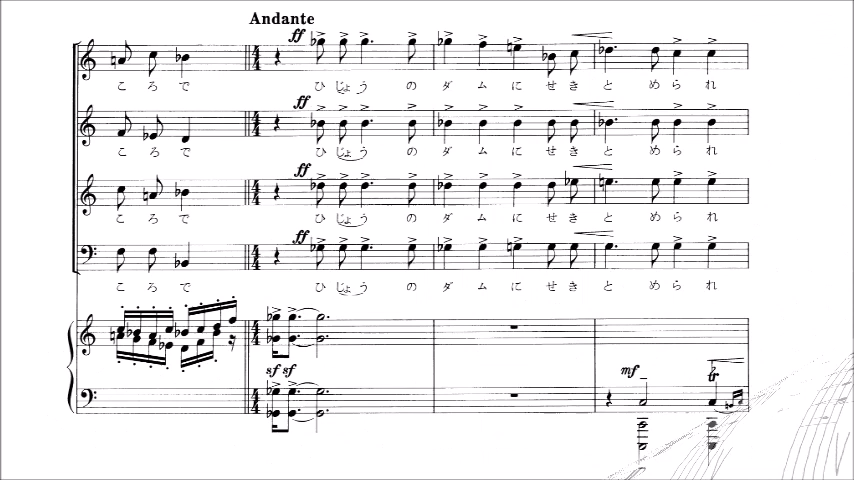 Andante
ff
ころで ひじょうのダムにせきとめられ
ff
ころで ひじょうのダムにせきとめられ
ff
ころで ひじょうのダムにせきとめられ
ff
ころで ひじょうのダムにせきとめられ
sf sf
mf
tr